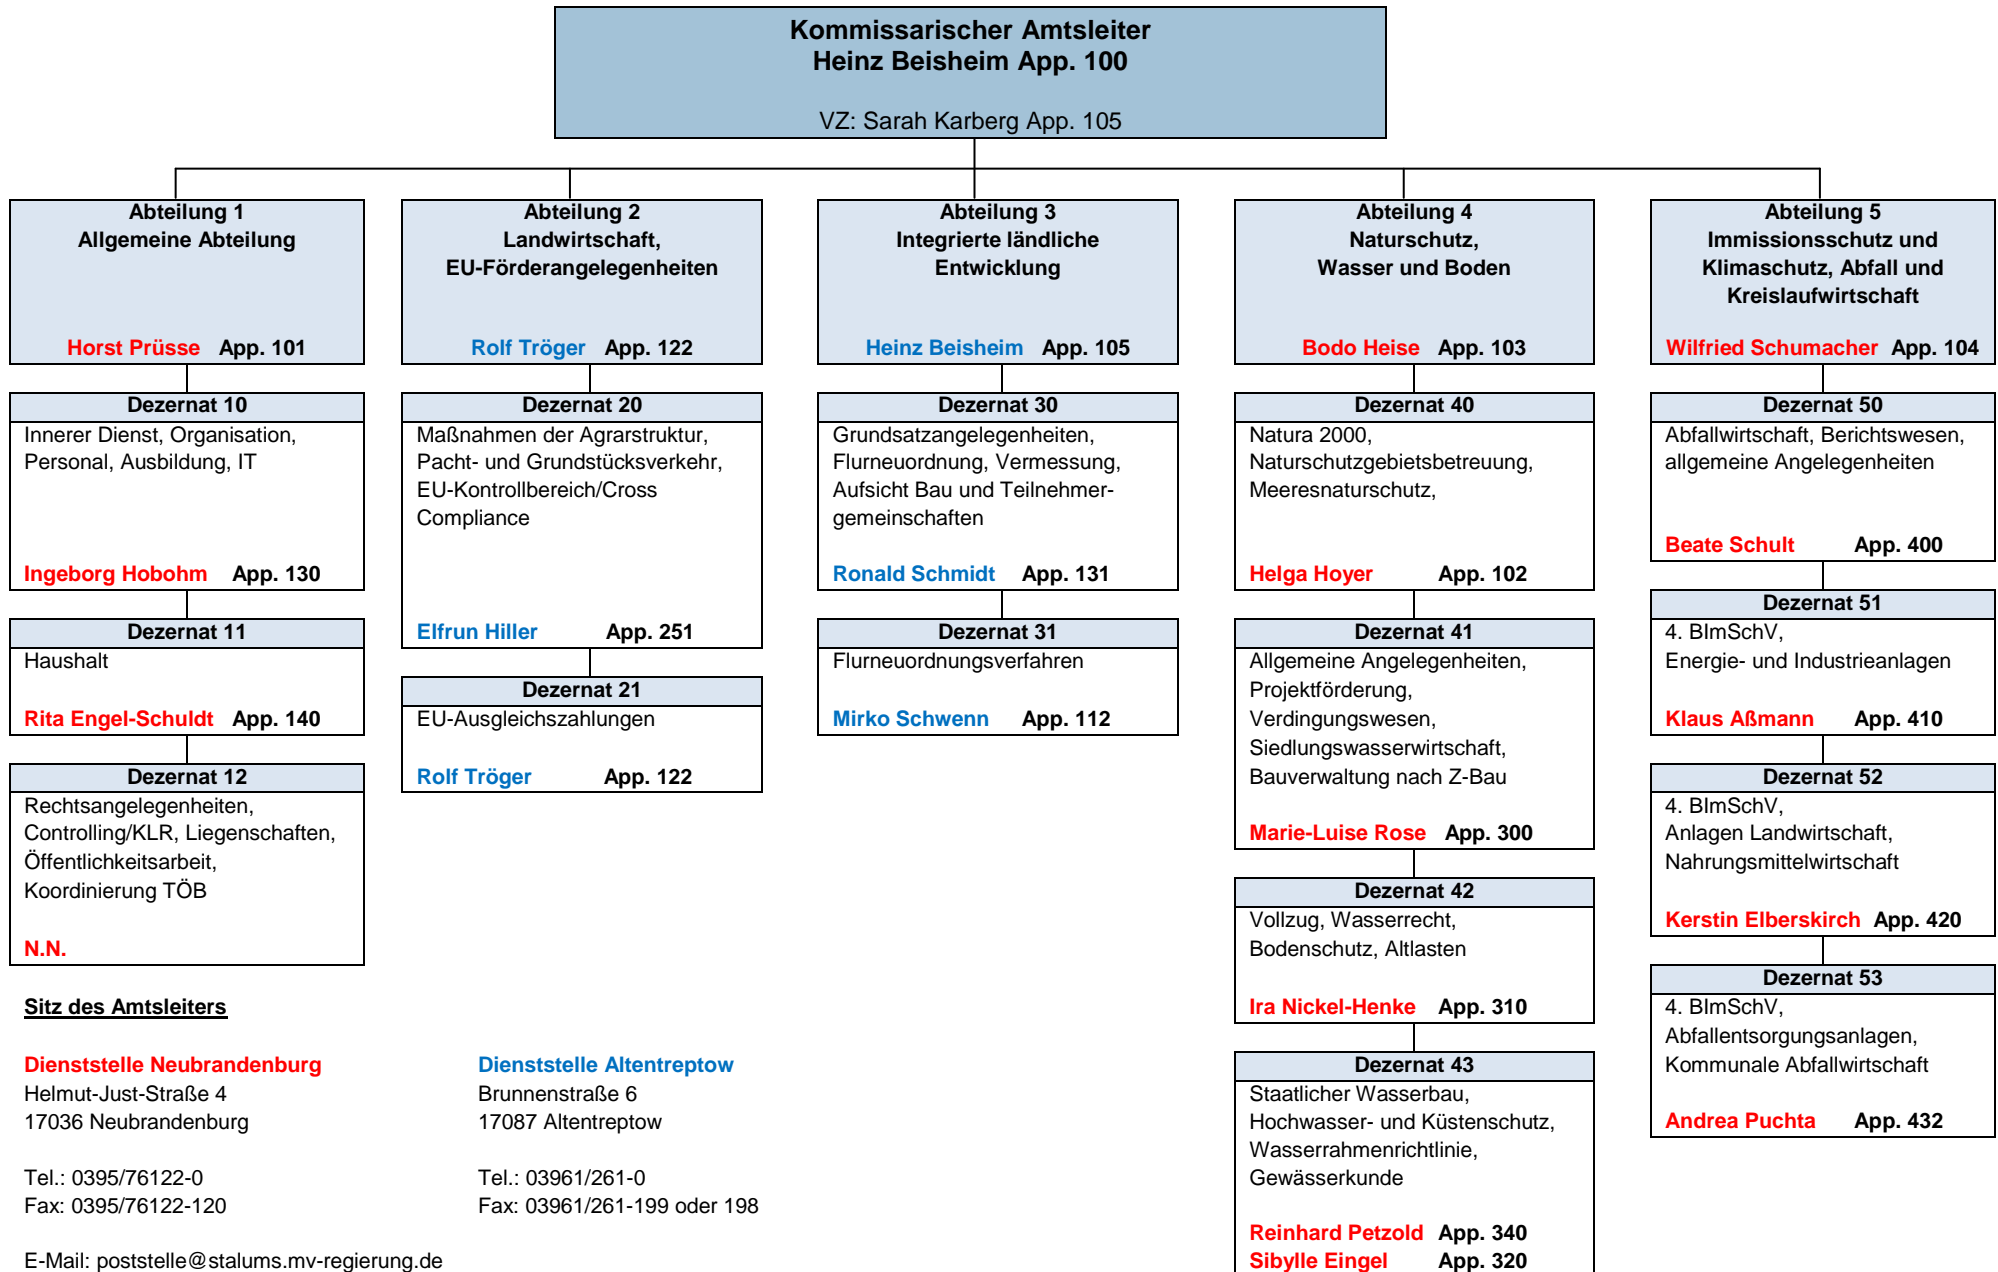 Kommissarischer Amtsleiter
Heinz Beisheim App. 100
VZ: Sarah Karberg App. 105
Abteilung 1
Allgemeine Abteilung
Horst Prüsse App. 101
Dezernat 10
Innerer Dienst, Organisation,
Personal, Ausbildung, IT
Ingeborg Hobohm App. 130
Dezernat 11
Haushalt
Rita Engel-Schuldt App. 140
Dezernat 12
Rechtsangelegenheiten,
Controlling/KLR, Liegenschaften,
Öffentlichkeitsarbeit,
Koordinierung TÖB
N.N.
Abteilung 2
Landwirtschaft,
EU-Förderangelegenheiten
Rolf Tröger App. 122
Dezernat 20
Maßnahmen der Agrarstruktur,
Pacht- und Grundstücksverkehr,
EU-Kontrollbereich/Cross
Compliance
Elfrun Hiller App. 251
Dezernat 21
EU-Ausgleichszahlungen
Rolf Tröger App. 122
Abteilung 3
Integrierte ländliche
Entwicklung
Heinz Beisheim App. 105
Dezernat 30
Grundsatzangelegenheiten,
Flurneuordnung, Vermessung,
Aufsicht Bau und Teilnehmer-
gemeinschaften
Ronald Schmidt App. 131
Dezernat 31
Flurneuordnungsverfahren
Mirko Schwenn App. 112
Abteilung 4
Naturschutz,
Wasser und Boden
Bodo Heise App. 103
Dezernat 40
Natura 2000,
Naturschutzgebietsbetreuung,
Meeresnaturschutz,
Helga Hoyer App. 102
Dezernat 41
Allgemeine Angelegenheiten,
Projektförderung,
Verdingungswesen,
Siedlungswasserwirtschaft,
Bauverwaltung nach Z-Bau
Marie-Luise Rose App. 300
Dezernat 42
Vollzug, Wasserrecht,
Bodenschutz, Altlasten
Ira Nickel-Henke App. 310
Dezernat 43
Staatlicher Wasserbau,
Hochwasser- und Küstenschutz,
Wasserrahmenrichtlinie,
Gewässerkunde
Reinhard Petzold App. 340
Sibylle Eingel App. 320
Abteilung 5
Immissionsschutz und
Klimaschutz, Abfall und
Kreislaufwirtschaft
Wilfried Schumacher App. 104
Dezernat 50
Abfallwirtschaft, Berichtswesen,
allgemeine Angelegenheiten
Beate Schult App. 400
Dezernat 51
4. BImSchV,
Energie- und Industrieanlagen
Klaus Aßmann App. 410
Dezernat 52
4. BImSchV,
Anlagen Landwirtschaft,
Nahrungsmittelwirtschaft
Kerstin Elberskirch App. 420
Dezernat 53
4. BImSchV,
Abfallentsorgungsanlagen,
Kommunale Abfallwirtschaft
Andrea Puchta App. 432
Sitz des Amtsleiters
Dienststelle Neubrandenburg
Helmut-Just-Straße 4
17036 Neubrandenburg
Tel.: 0395/76122-0
Fax: 0395/76122-120
E-Mail: poststelle@stalums.mv-regierung.de
Dienststelle Altentreptow
Brunnenstraße 6
17087 Altentreptow
Tel.: 03961/261-0
Fax: 03961/261-199 oder 198